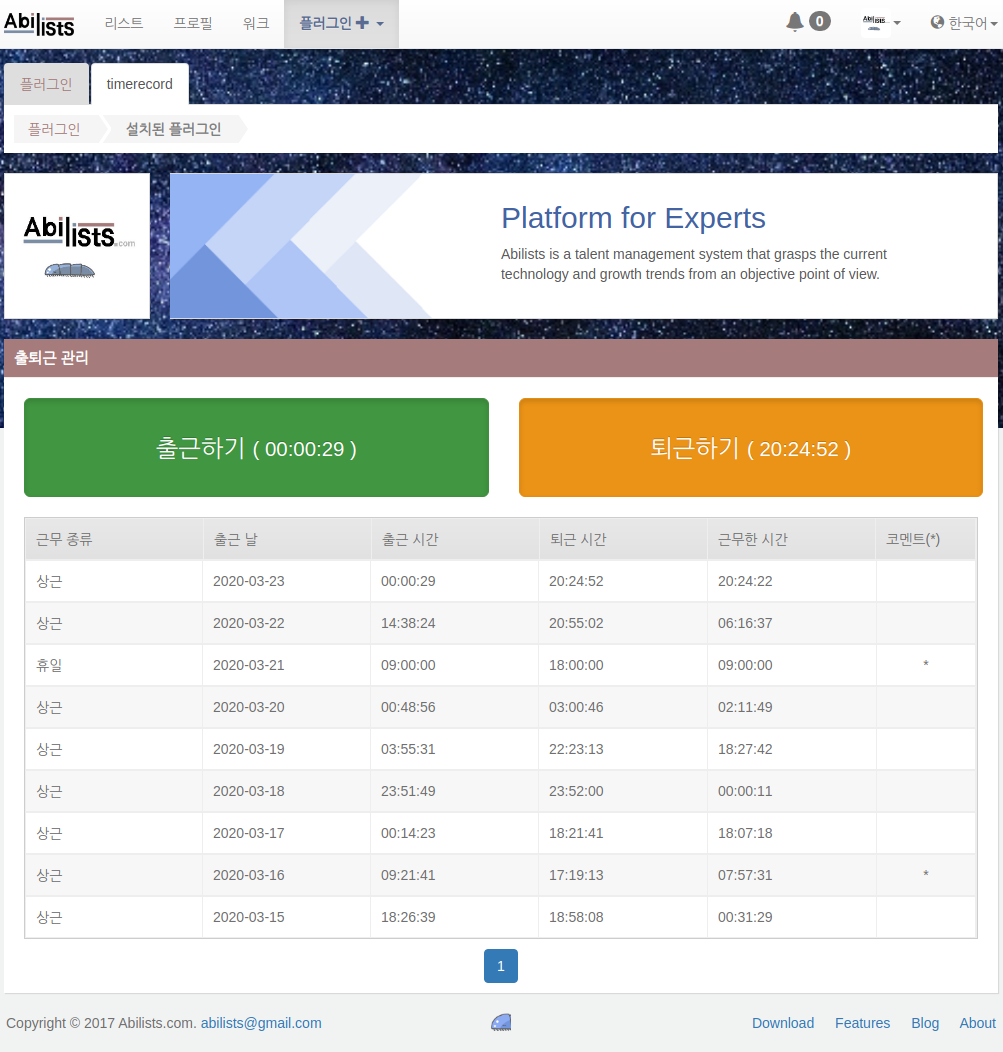 Abilists 리스트 프로필 워크 플러그인 0 Abilists 한국어
플러그인 timerecord
플러그인 설치된 플러그인
Abilists.com
Platform for Experts
Abilists is a talent management system that grasps the current
technology and growth trends from an objective point of view.
출퇴근 관리
출근하기 ( 00:00:29 ) 퇴근하기 ( 20:24:52 )
근무 종류 출근 날 출근 시간 퇴근 시간 근무한 시간 코멘트(*)
상근 2020-03-23 00:00:29 20:24:52 20:24:22
상근 2020-03-22 14:38:24 20:55:02 06:16:37
휴일 2020-03-21 09:00:00 18:00:00 09:00:00 *
상근 2020-03-20 00:48:56 03:00:46 02:11:49
상근 2020-03-19 03:55:31 22:23:13 18:27:42
상근 2020-03-18 23:51:49 23:52:00 00:00:11
상근 2020-03-17 00:14:23 18:21:41 18:07:18
상근 2020-03-16 09:21:41 17:19:13 07:57:31 *
상근 2020-03-15 18:26:39 18:58:08 00:31:29
1
Copyright © 2017 Abilists.com. abilists@gmail.com Download Features Blog About